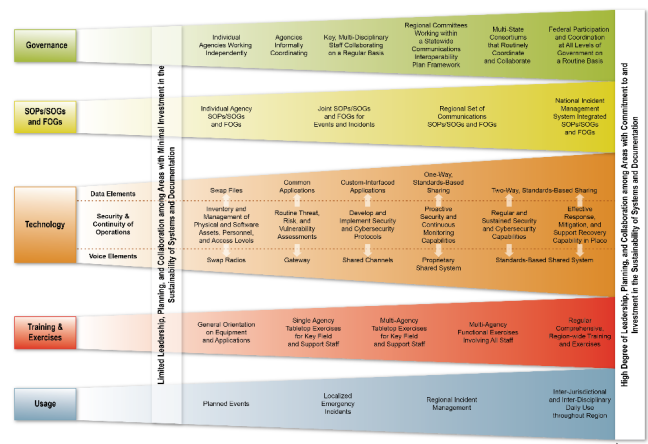 Governance
Individual
Agencies Working
Independently
Agencies
Informally
Coordinating
Key, Multi-Disciplinary
Staff Collaborating
on a Regular Basis
Regional Committees
Working within
a Statewide
Communications
Interoperability
Plan Framework
Multi-State
Consortiums
that Routinely
Coordinate
and Collaborate
Federal Participation
and Coordination
at All Levels of
Government on
a Routine Basis
SOPs/SOGs
and FOGs
Individual Agency
SOPs/SOGs
and FOGs
Joint SOPs/SOGs
and FOGs for
Events and Incidents
Regional Set of
Communications
SOPs/SOGs and FOGs
National Incident
Management
System Integrated
SOPs/SOGs
and FOGs
Technology
Data Elements
Swap Files
Common
Applications
Custom-Interfaced
Applications
One-Way,
Standards-Based
Sharing
Two-Way, Standards-Based Sharing
Security &
Continuity
of Operations
Inventory and
Management of
Physical and Software
Assets, Personnel,
and Access Levels
Routine Threat,
Risk, and
Vulnerability
Assessments
Develop and
Implement Security
and Cybersecurity
Protocols
Proactive
Security and
Continuous
Monitoring
Capabilities
Regular and
Sustained Security
and Cybersecurity
Capabilities
Effective
Response,
Mitigation, and
Support Recovery
Capability in Place
Voice Elements
Swap Radios
Gateway
Shared Channels
Proprietary
Shared System
Standards-Based Shared System
Training &
Exercises
General Orientation
on Equipment
and Applications
Single Agency
Tabletop Exercises
for Key Field
and Support Staff
Multi-Agency
Tabletop Exercises
for Key Field
and Support Staff
Multi-Agency
Functional Exercises
Involving All Staff
Regular
Comprehensive,
Region-wide Training
and Exercises
Usage
Planned Events
Localized
Emergency
Incidents
Regional Incident
Management
Inter-Jurisdictional
and Inter-Disciplinary
Daily Use
throughout Region
Limited Leadership, Planning, and Collaboration among Areas with Minimal Investment in the
Sustainability of Systems and Documentation
High Degree of Leadership, Planning, and Collaboration among Areas with Commitment to and
Investment in the Sustainability of Systems and Documentation